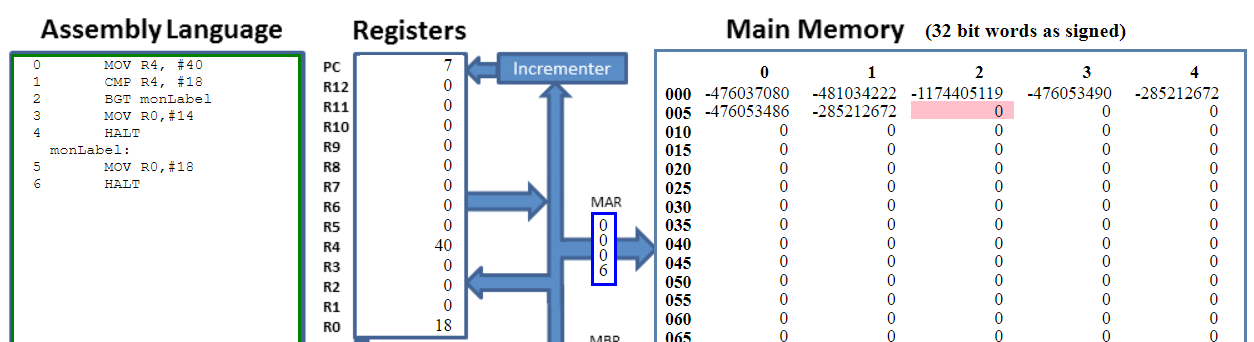 Assembly Language
0 MOV R4, #40
1 CMP R4, #18
2 BGT monLabel
3 MOV R0,#14
4 HALT
monLabel:
5 MOV R0,#18
6 HALT
Registers
PC 7
R12 0
R11 0
R10 0
R9 0
R8 0
R7 0
R6 0
R5 0
R4 40
R3 0
R2 0
R1 0
R0 18
Incrementer
MAR
0
0
0
6
MBR
Main Memory (32 bit words as signed)
0 1 2 3 4
000 -476037080 -481034222 -1174405119 -476053490 -285212672
005 -476053486 -285212672 0 0 0
010 0 0 0 0 0
015 0 0 0 0 0
020 0 0 0 0 0
025 0 0 0 0 0
030 0 0 0 0 0
035 0 0 0 0 0
040 0 0 0 0 0
045 0 0 0 0 0
050 0 0 0 0 0
055 0 0 0 0 0
060 0 0 0 0 0
065 0 0 0 0 0